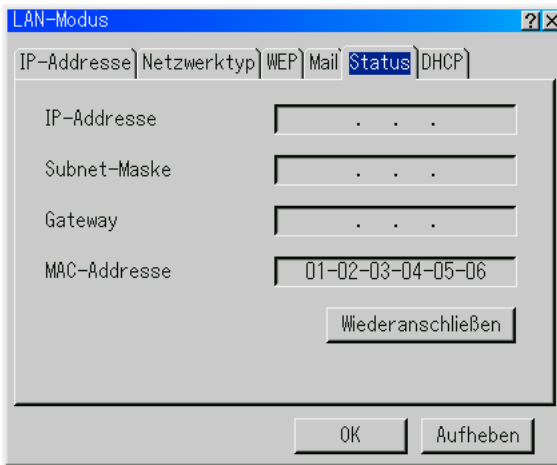 LAN-Modus ? ×
IP-Addresse Netzwerktyp WEP Mail Status DHCP
IP-Addresse . . .
Subnet-Maske . . .
Gateway . . .
MAC-Addresse 01-02-03-04-05-06
Wiederanschließen
OK Aufheben